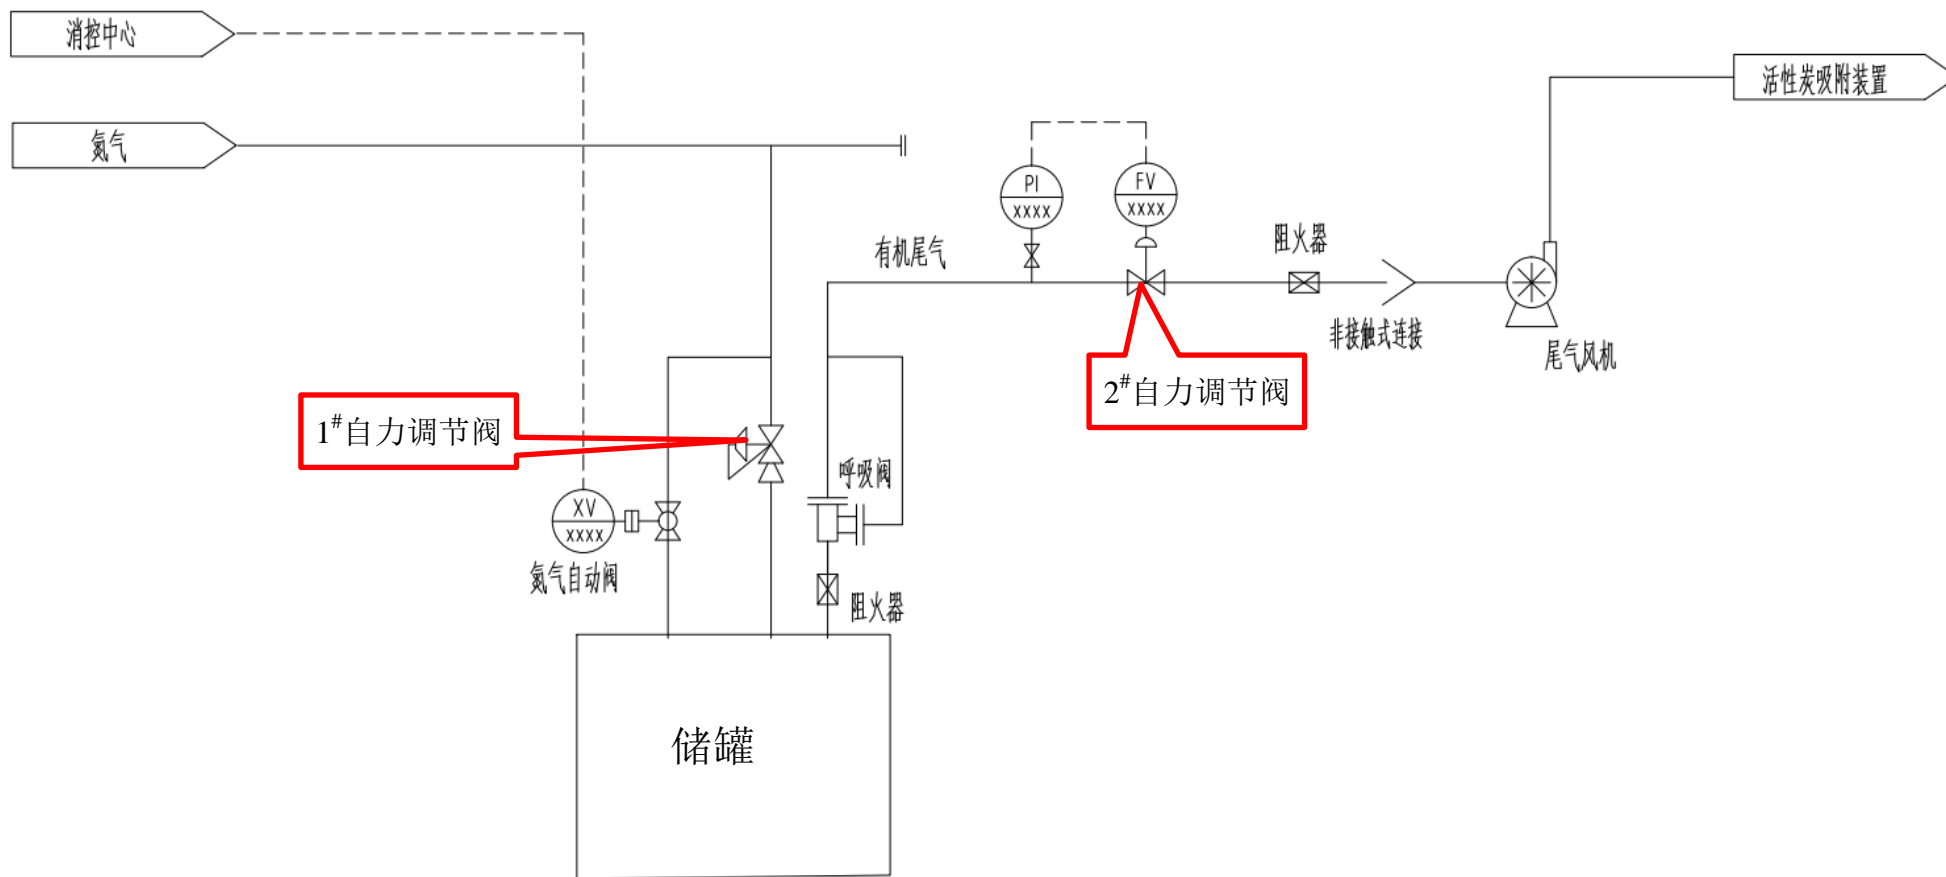 消控中心
活性炭吸附装置
氮气
PI
XXXX
FV
XXXX
有机尾气
阻火器
非接触式连接
尾气风机
2#自力调节阀
1#自力调节阀
呼吸阀
XV
XXXX
氮气自动阀
阻火器
储罐